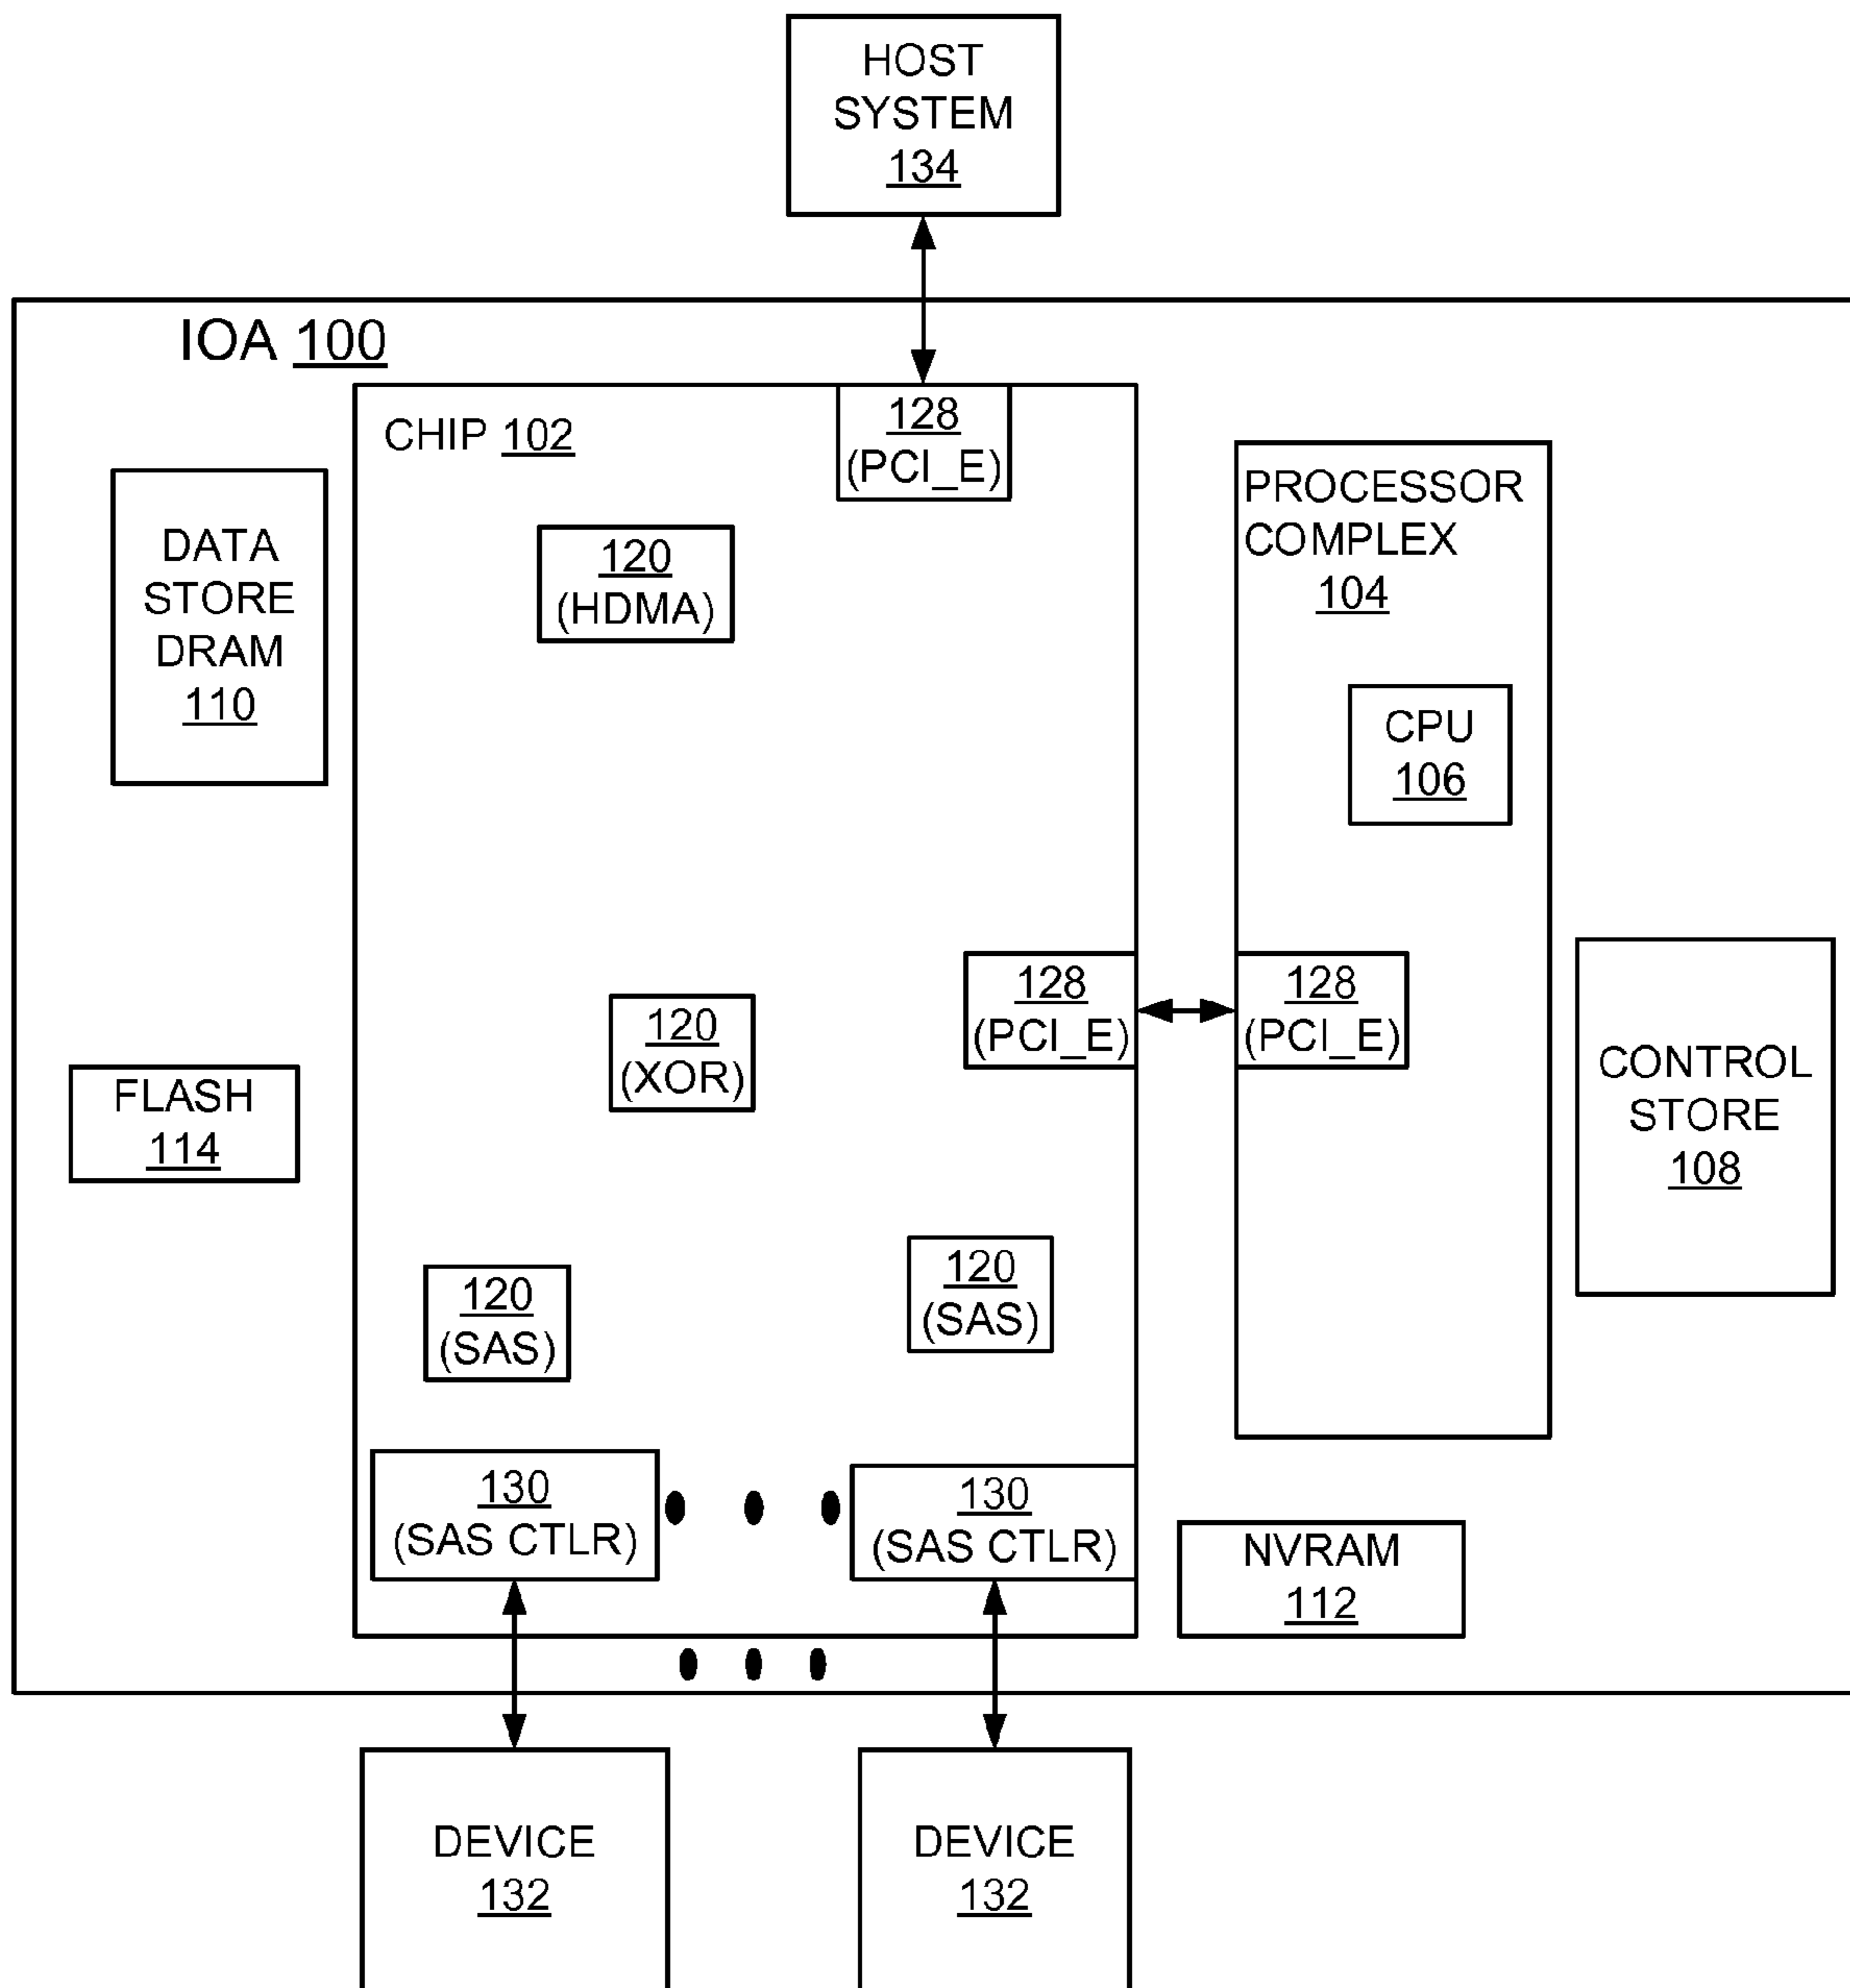 HOST
SYSTEM
134
IOA 100
CHIP 102
128
(PCI_E)
PROCESSOR
COMPLEX
104
DATA
STORE
DRAM
110
120
(HDMA)
CPU
106
128
(PCI_E)
128
(PCI_E)
120
(XOR)
CONTROL
STORE
108
FLASH
114
120
(SAS)
120
(SAS)
130
(SAS CTLR)
130
(SAS CTLR)
NVRAM
112
DEVICE
132
DEVICE
132